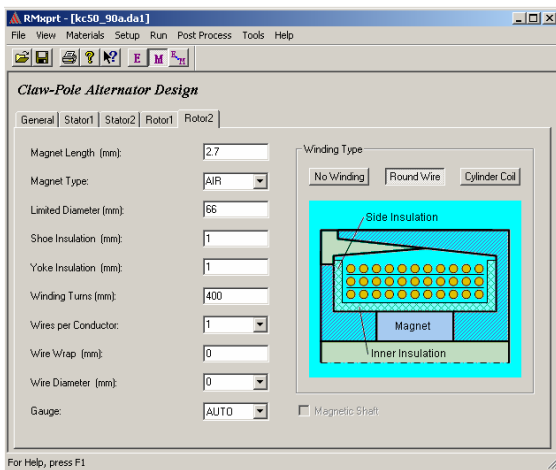 RMxprt - [kc50_90a.da1]
File View Materials Setup Run Post Process Tools Help
E M R M
Claw-Pole Alternator Design
General Stator1 Stator2 Rotor1 Rotor2
Magnet Length (mm): 2.7
Magnet Type: AIR
Limited Diameter (mm): 66
Shoe Insulation (mm): 1
Yoke Insulation (mm): 1
Winding Turns (mm): 400
Wires per Conductor: 1
Wire Wrap (mm): 0
Wire Diameter (mm): 0
Gauge: AUTO
Winding Type
No Winding Round Wire Cylinder Coil
Side Insulation
Magnet
Inner Insulation
Magnetic Shaft
For Help, press F1